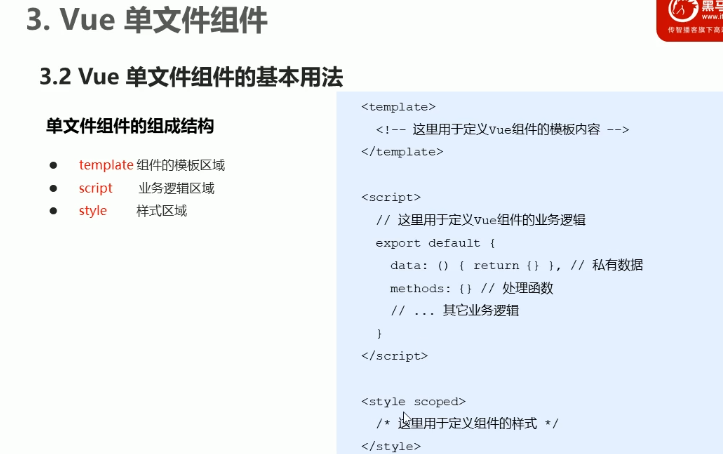 3. Vue 单文件组件
黑马
www.it
传智播客旗下高
3.2 Vue 单文件组件的基本用法
单文件组件的组成结构
● template 组件的模板区域
● script 业务逻辑区域
● style 样式区域
<template>
<!-- 这里用于定义Vue组件的模板内容 -->
</template>
<script>
// 这里用于定义Vue组件的业务逻辑
export default {
data: () { return {} }, // 私有数据
methods: {} // 处理函数
// ... 其它业务逻辑
}
</script>
<style scoped>
/* 这里用于定义组件的样式 */
</style>